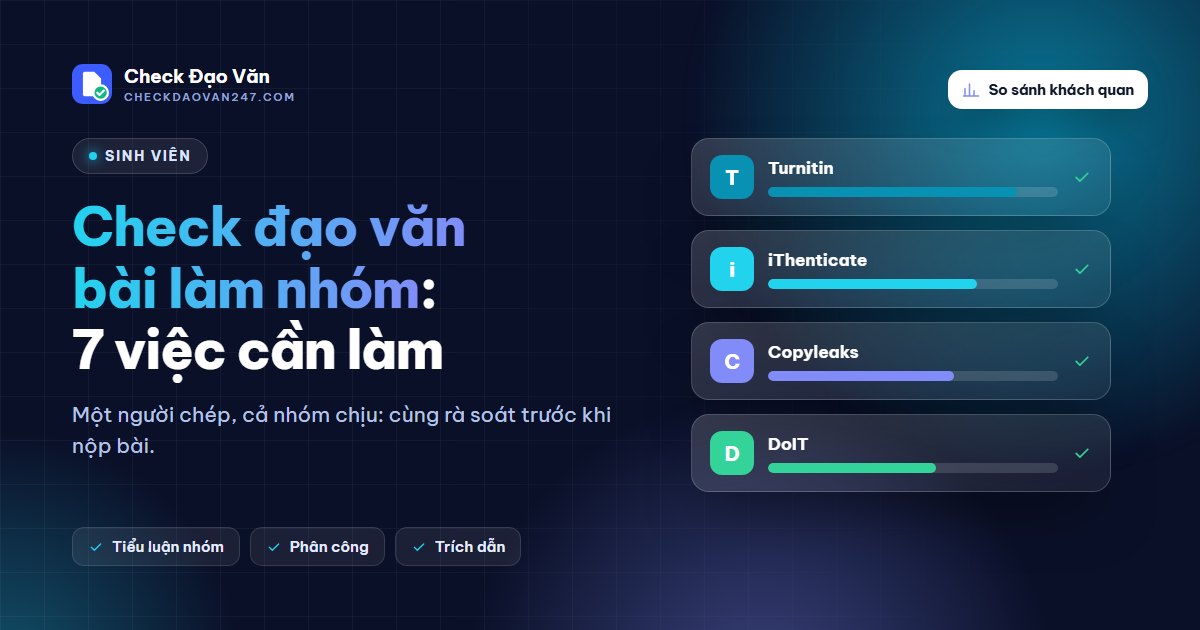 Check Đạo Văn
CHECKDAOVAN247.COM
So sánh khách quan
SINH VIÊN
Check đạo văn
bài làm nhóm:
7 việc cần làm
Một người chép, cả nhóm chịu: cùng rà soát trước khi
nộp bài.
Tiểu luận nhóm
Phân công
Trích dẫn
T
Turnitin
i
iThenticate
C
Copyleaks
D
DoIT